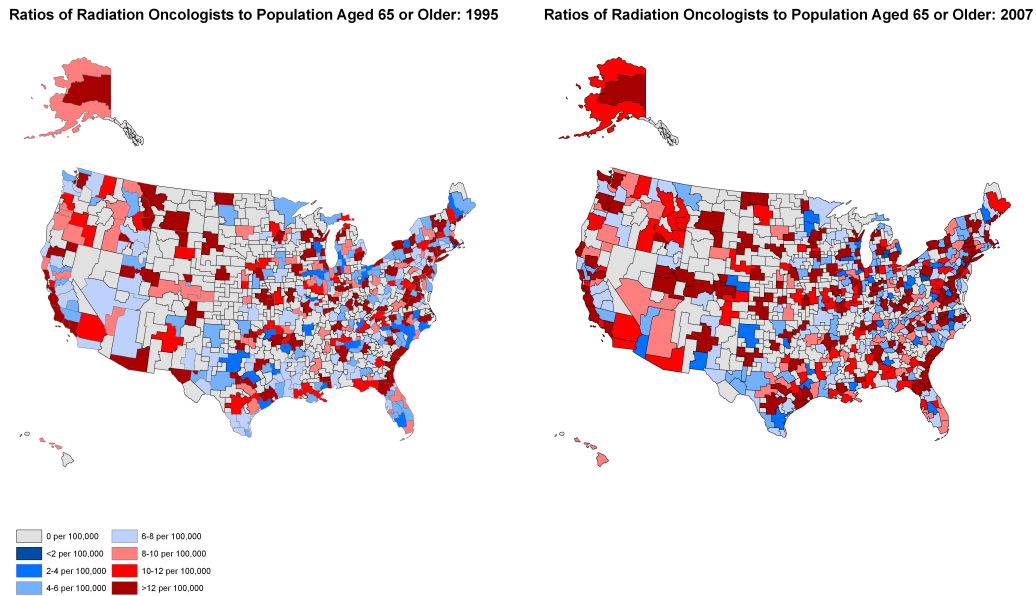 Ratios of Radiation Oncologists to Population Aged 65 or Older: 1995
Ratios of Radiation Oncologists to Population Aged 65 or Older: 2007
0 per 100,000
<2 per 100,000
2-4 per 100,000
4-6 per 100,000
6-8 per 100,000
8-10 per 100,000
10-12 per 100,000
>12 per 100,000